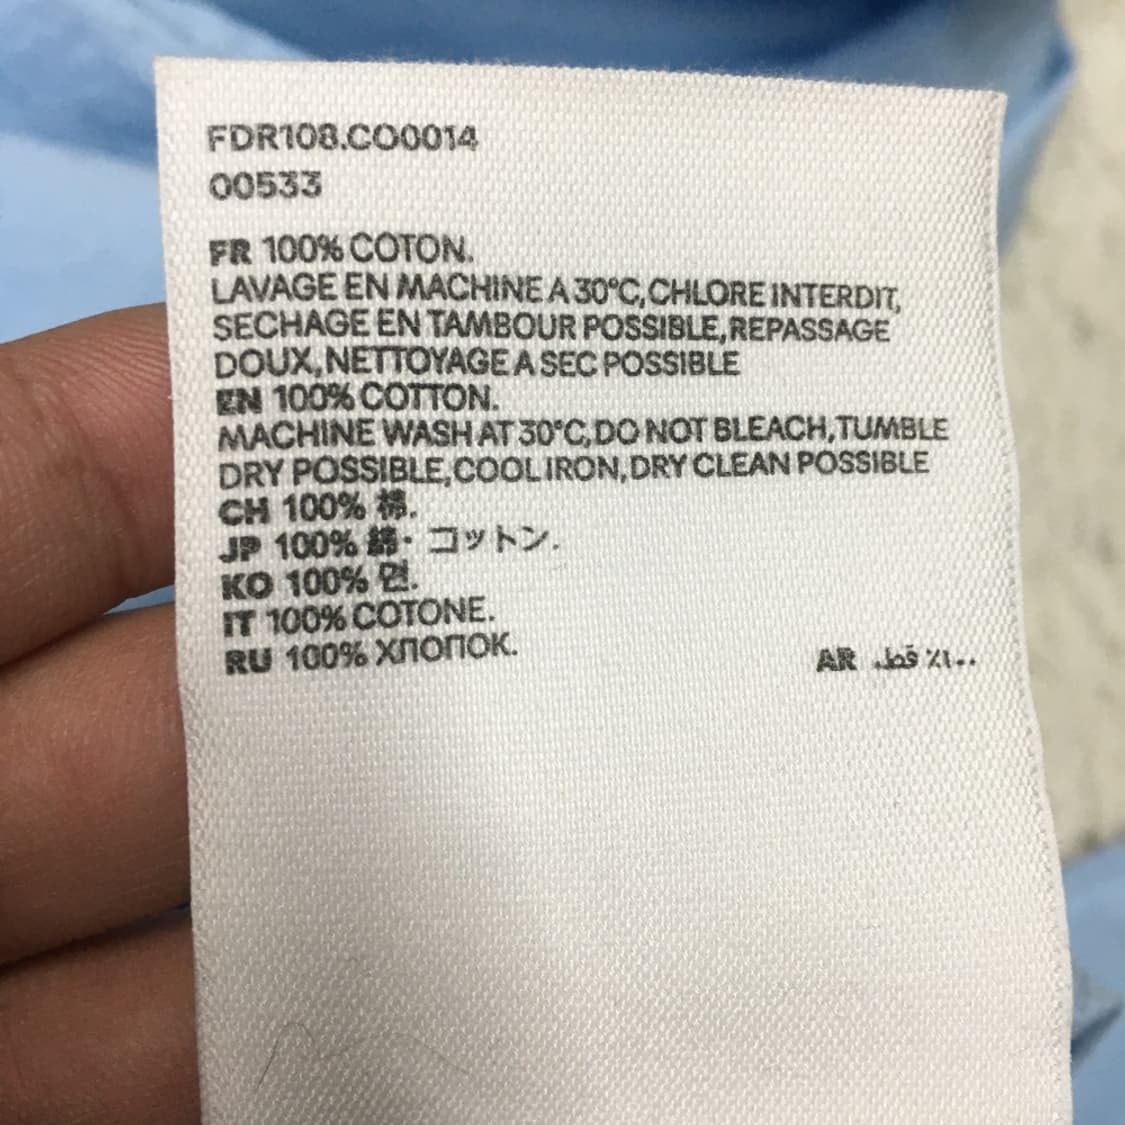 FDR108.CO0014
00533
FR 100% COTON.
LAVAGE EN MACHINE A 30°C,CHLORE INTERDIT,
SECHAGE EN TAMBOUR POSSIBLE,REPASSAGE
DOUX,NETTOYAGE A SEC POSSIBLE
EN 100% COTTON.
MACHINE WASH AT 30°C,DO NOT BLEACH,TUMBLE
DRY POSSIBLE,COOL IRON,DRY CLEAN POSSIBLE
CH 100% 棉.
JP 100% 綿・コットン.
KO 100% 면.
IT 100% COTONE.
RU 100% ХЛОПОК.
AR ١٠٠٪ قطن.